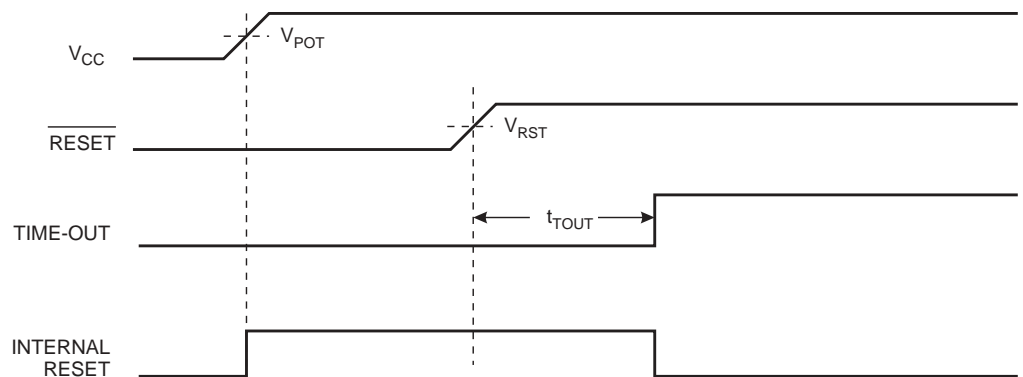 V_CC
V_POT
RESET
V_RST
t_TOUT
TIME-OUT
INTERNAL
RESET